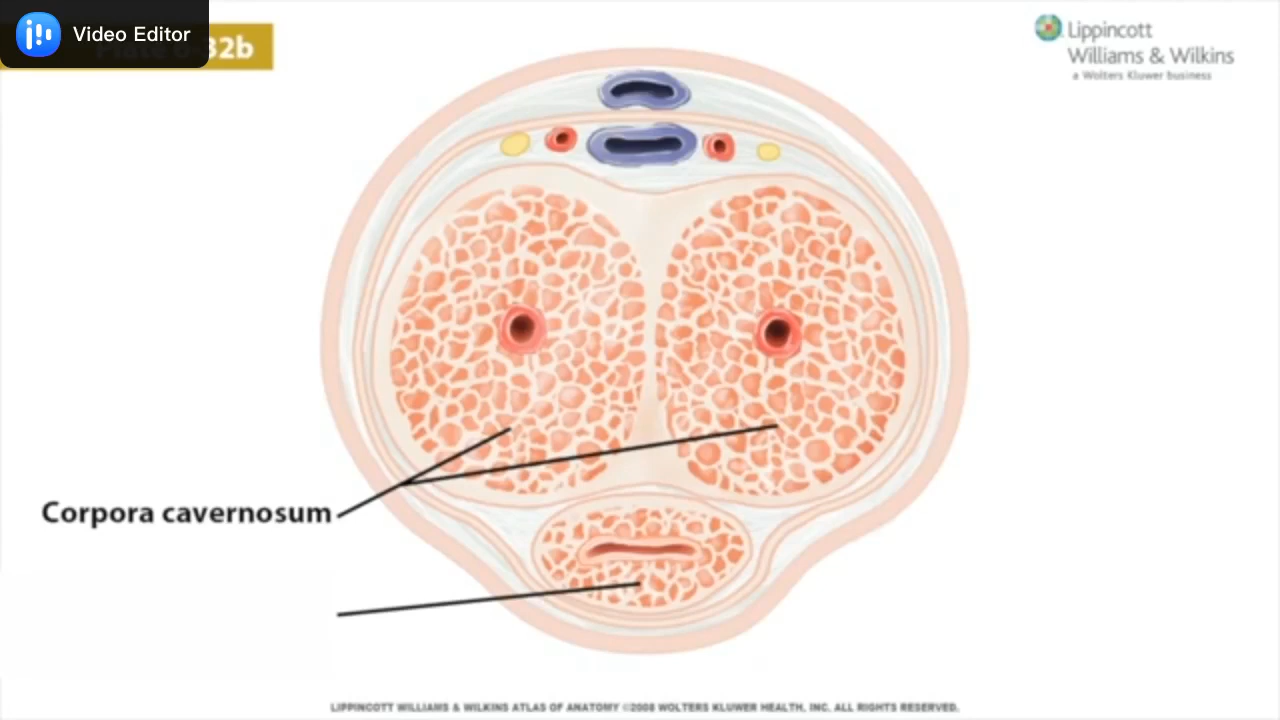 Video Editor
32b
Lippincott
Williams & Wilkins
a Wolters Kluwer business
Corpora cavernosum
LIPPINCOTT WILLIAMS & WILKINS ATLAS OF ANATOMY ©2008 WOLTERS KLUWER HEALTH, INC. ALL RIGHTS RESERVED.